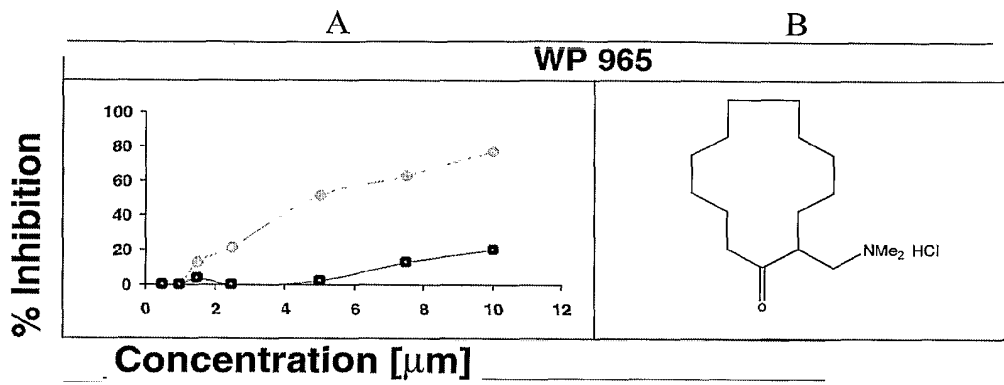 A B
WP 965
100
80
60
40
20
0
0 2 4 6 8 10 12
% Inhibition
NMe2 HCl
O
Concentration [μm]